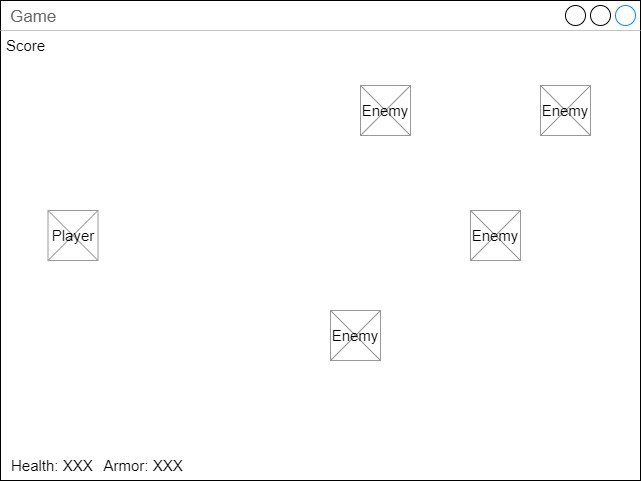 Game
Score
Enemy
Enemy
Player
Enemy
Enemy
Health: XXX Armor: XXX